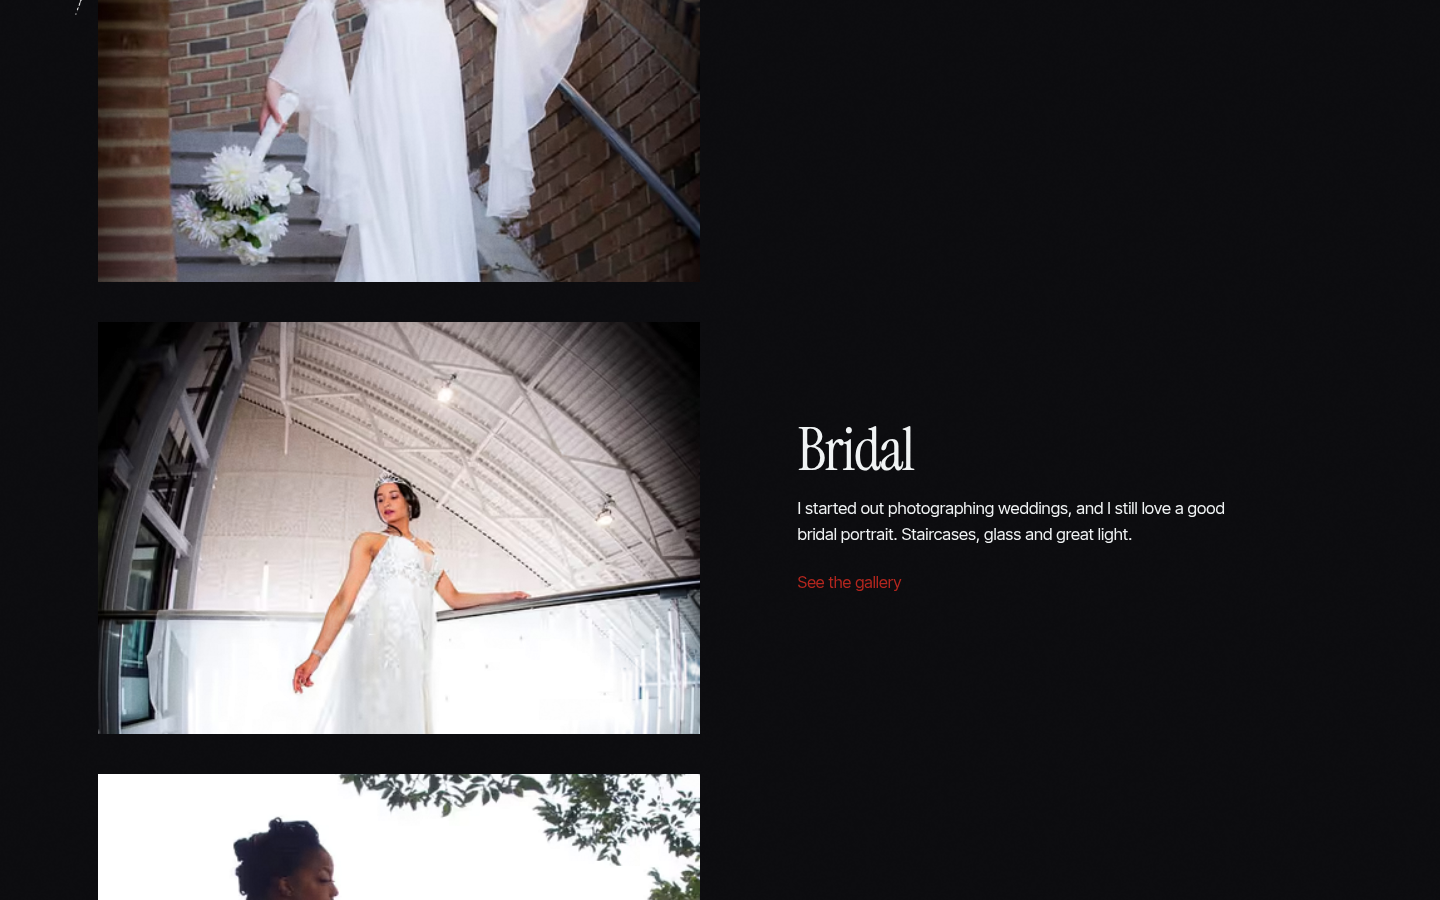 Bridal
I started out photographing weddings, and I still love a good
bridal portrait. Staircases, glass and great light.
See the gallery